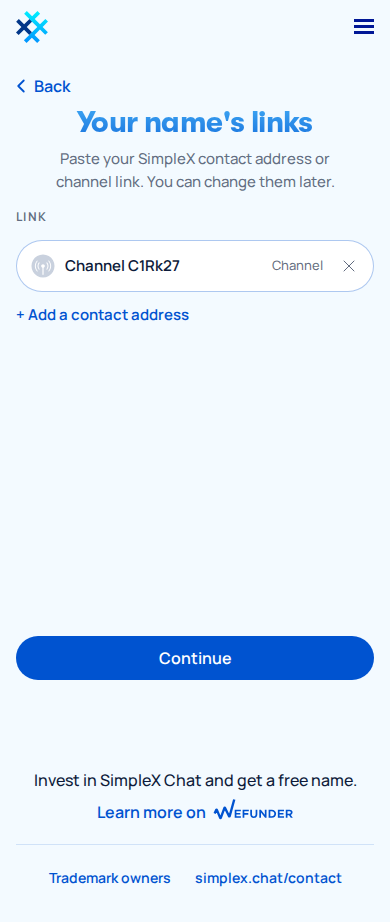 Back
Your name's links
Paste your SimpleX contact address or
channel link. You can change them later.
LINK
Channel C1Rk27 Channel
+ Add a contact address
Continue
Invest in SimpleX Chat and get a free name.
Learn more on WEFUNDER
Trademark owners simplex.chat/contact